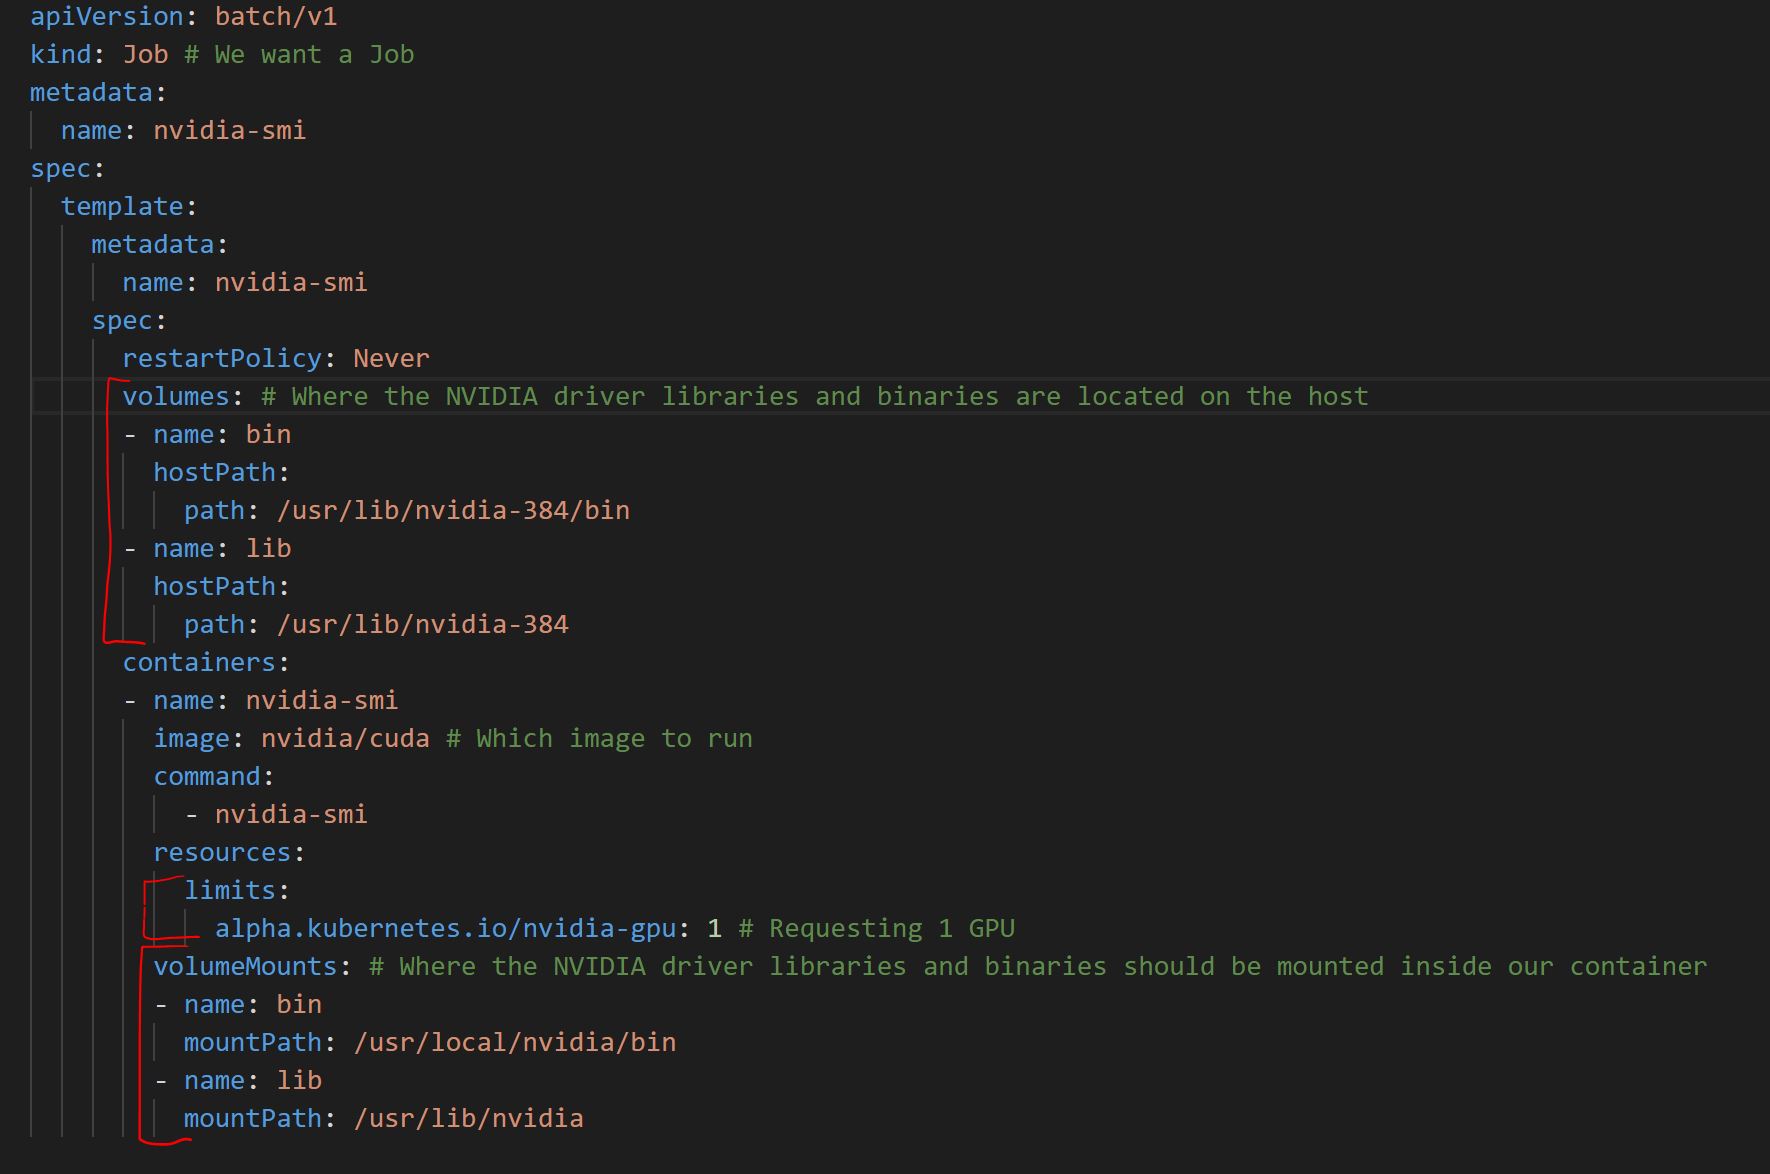 apiVersion: batch/v1
kind: Job # We want a Job
metadata:
  name: nvidia-smi
spec:
  template:
    metadata:
      name: nvidia-smi
    spec:
      restartPolicy: Never
      volumes: # Where the NVIDIA driver libraries and binaries are located on the host
      - name: bin
        hostPath:
          path: /usr/lib/nvidia-384/bin
      - name: lib
        hostPath:
          path: /usr/lib/nvidia-384
      containers:
      - name: nvidia-smi
        image: nvidia/cuda # Which image to run
        command:
          - nvidia-smi
        resources:
          limits:
            alpha.kubernetes.io/nvidia-gpu: 1 # Requesting 1 GPU
        volumeMounts: # Where the NVIDIA driver libraries and binaries should be mounted inside our container
        - name: bin
          mountPath: /usr/local/nvidia/bin
        - name: lib
          mountPath: /usr/lib/nvidia